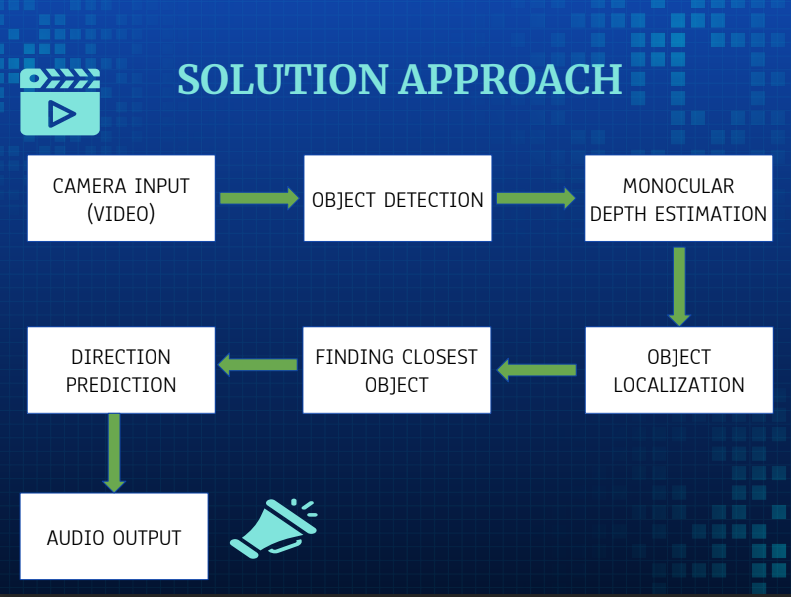 SOLUTION APPROACH
CAMERA INPUT
(VIDEO)
OBJECT DETECTION
MONOCULAR
DEPTH ESTIMATION
DIRECTION
PREDICTION
FINDING CLOSEST
OBJECT
OBJECT
LOCALIZATION
AUDIO OUTPUT